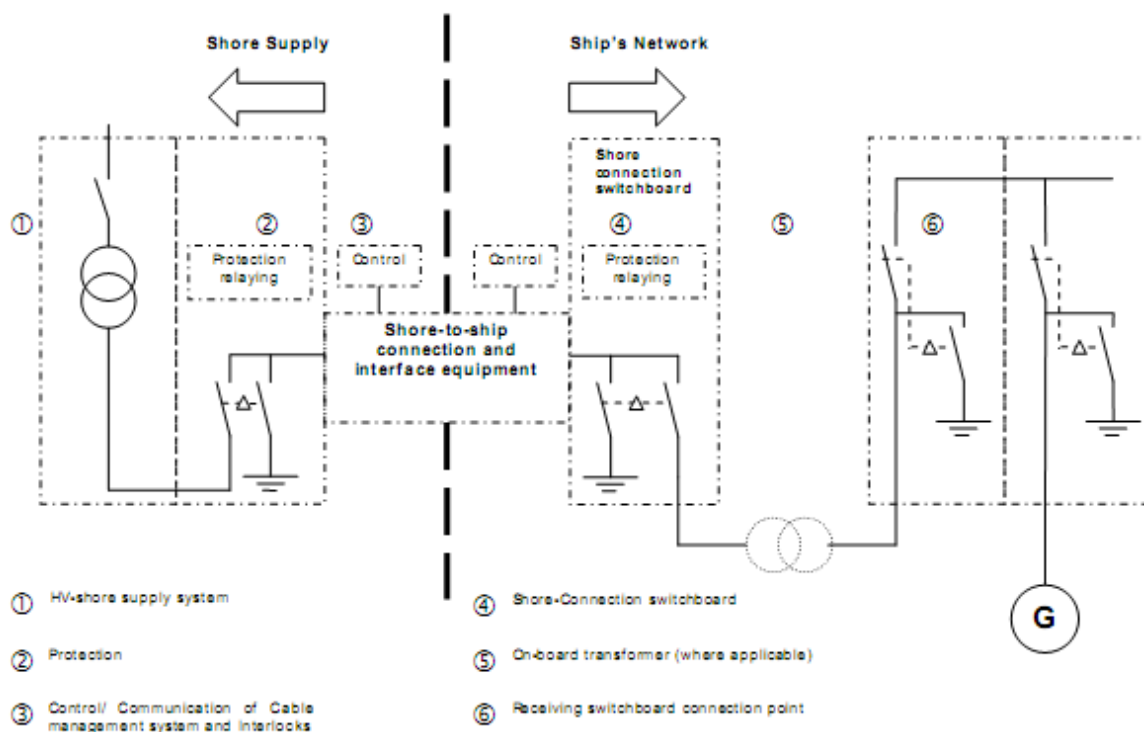 Shore Supply
Ship's Network
Shore
connection
switchboard
①
②
③
④
⑤
⑥
Protection
relaying
Control
Control
Protection
relaying
Shore-to-ship
connection and
interface equipment
G
① HV-shore supply system
② Protection
③ Control/ Communication of Cable
management system and Interlocks
④ Shore-Connection switchboard
⑤ On-board transformer (where applicable)
⑥ Receiving switchboard connection point